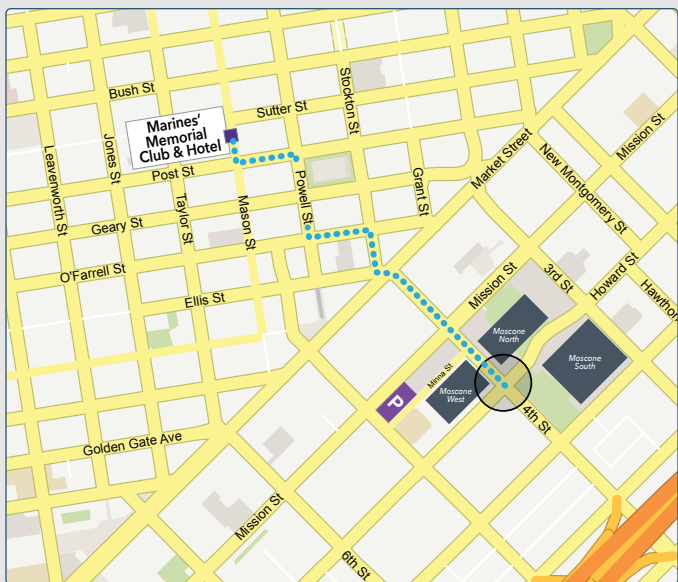 Bush St
Sutter St
Stockton St
Mission St
Marines'
Memorial
Club & Hotel
Leavenworth St
Jones St
Post St
Taylor St
Mason St
Powell St
Grant St
Market Street
New Montgomery St
Geary St
O'Farrell St
Ellis St
Mission St
3rd St
Howard St
Hawthor
Moscone
North
Moscone
South
Minna St
Moscone
West
P
4th St
Golden Gate Ave
Mission St
6th St